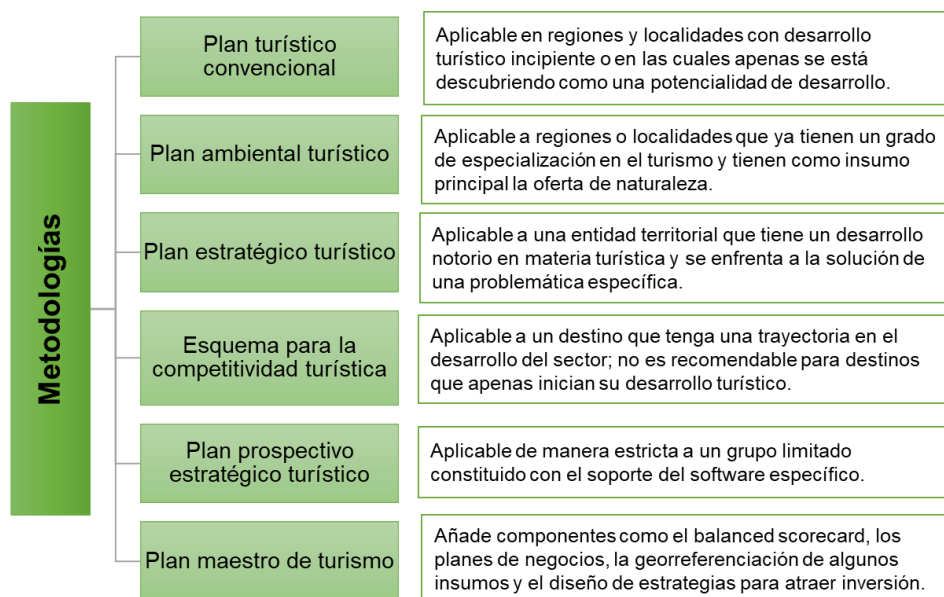 Metodologías
Plan turístico
convencional
Aplicable en regiones y localidades con desarrollo
turístico incipiente o en las cuales apenas se está
descubriendo como una potencialidad de desarrollo.
Plan ambiental turístico
Aplicable a regiones o localidades que ya tienen un grado
de especialización en el turismo y tienen como insumo
principal la oferta de naturaleza.
Plan estratégico turístico
Aplicable a una entidad territorial que tiene un desarrollo
notorio en materia turística y se enfrenta a la solución de
una problemática específica.
Esquema para la
competitividad turística
Aplicable a un destino que tenga una trayectoria en el
desarrollo del sector; no es recomendable para destinos
que apenas inician su desarrollo turístico.
Plan prospectivo
estratégico turístico
Aplicable de manera estricta a un grupo limitado
constituido con el soporte del software específico.
Plan maestro de turismo
Añade componentes como el balanced scorecard, los
planes de negocios, la georreferenciación de algunos
insumos y el diseño de estrategias para atraer inversión.